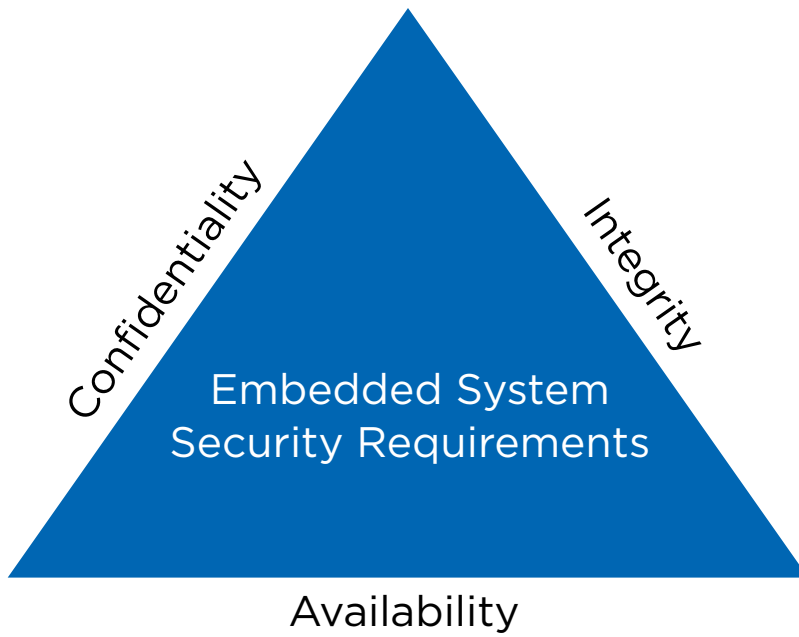 Confidentiality
Integrity
Embedded System
Security Requirements
Availability